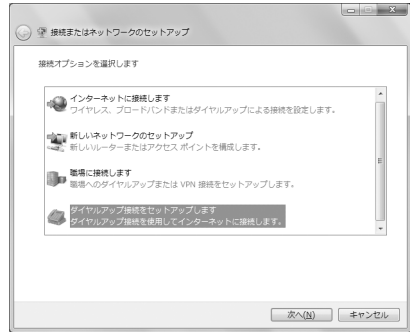 接続またはネットワークのセットアップ
接続オプションを選択します
インターネットに接続します
ワイヤレス、ブロードバンドまたはダイヤルアップによる接続を設定します。
新しいネットワークのセットアップ
新しいルーターまたはアクセス ポイントを構成します。
職場に接続します
職場へのダイヤルアップまたは VPN 接続をセットアップします。
ダイヤルアップ接続をセットアップします
ダイヤルアップ接続を使用してインターネットに接続します。
次へ(N)
キャンセル